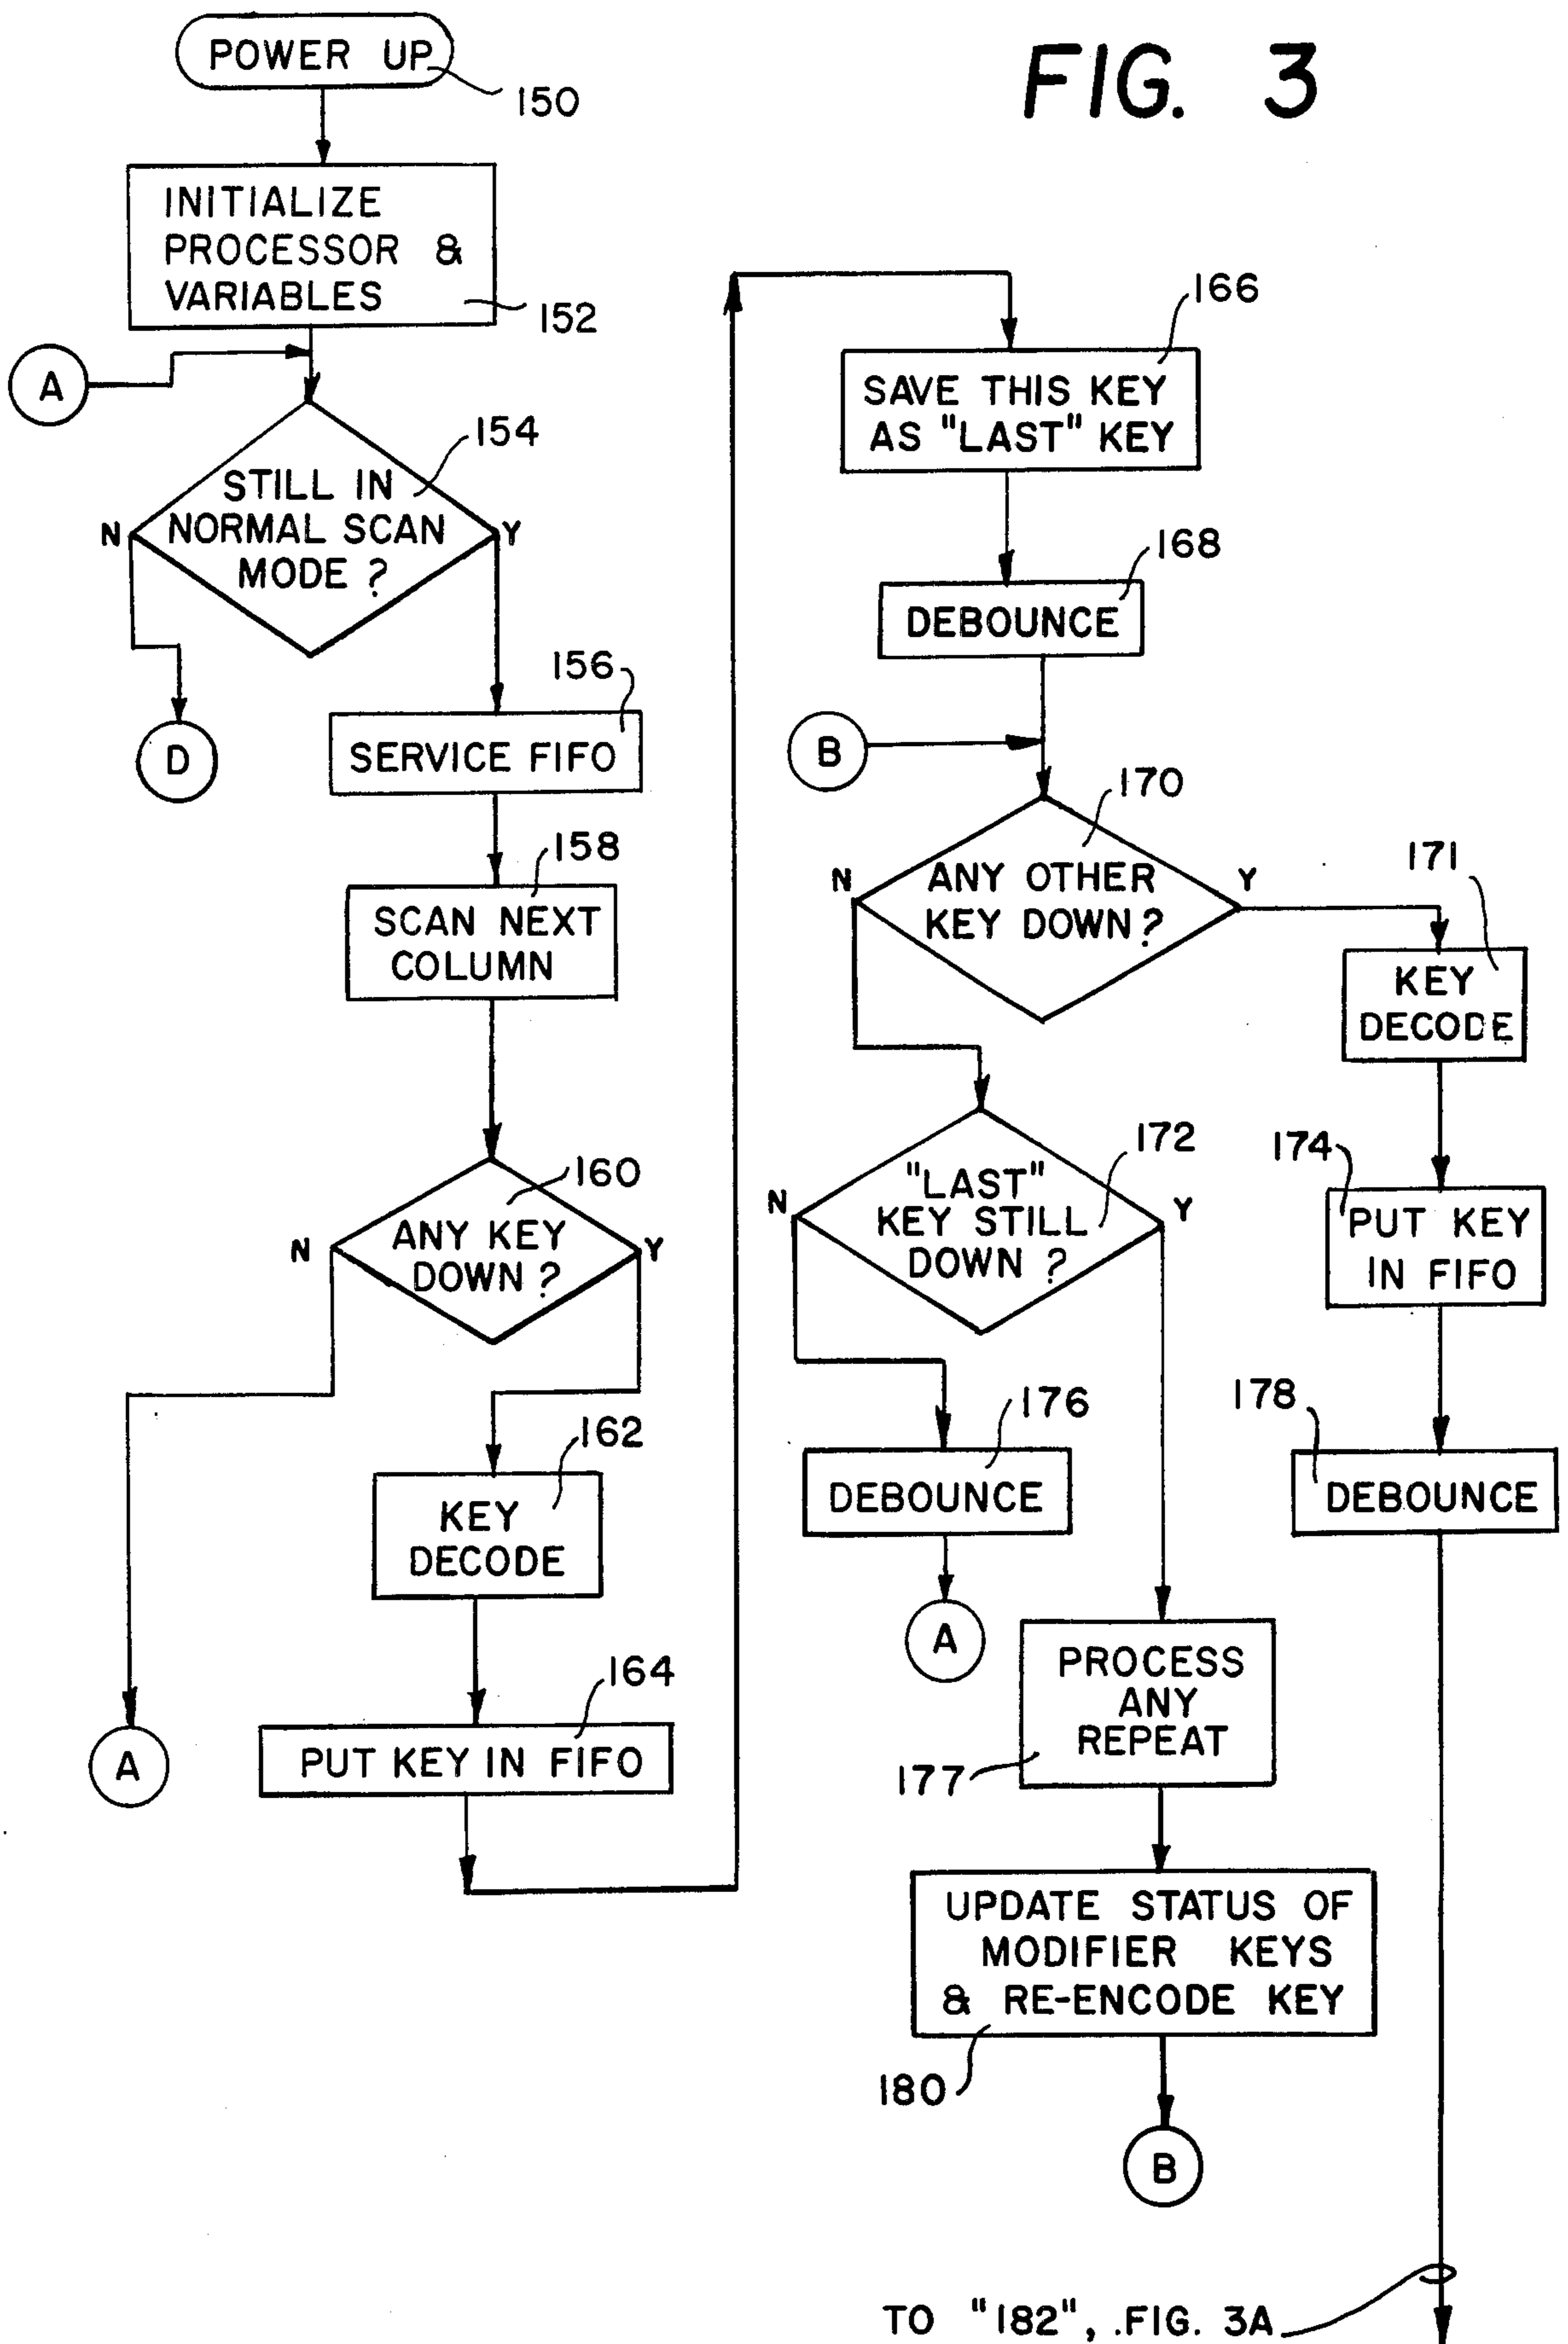 FIG. 3
POWER UP
150
INITIALIZE
PROCESSOR &
VARIABLES
152
A
154
STILL IN
NORMAL SCAN
MODE ?
N
Y
D
156
SERVICE FIFO
158
SCAN NEXT
COLUMN
160
ANY KEY
DOWN ?
N
Y
162
KEY
DECODE
164
PUT KEY IN FIFO
A
166
SAVE THIS KEY
AS "LAST" KEY
168
DEBOUNCE
B
170
ANY OTHER
KEY DOWN ?
N
Y
171
KEY
DECODE
172
"LAST"
KEY STILL
DOWN ?
N
Y
174
PUT KEY
IN FIFO
176
DEBOUNCE
A
178
DEBOUNCE
PROCESS
ANY
REPEAT
177
UPDATE STATUS OF
MODIFIER KEYS
& RE-ENCODE KEY
180
B
TO "182", .FIG. 3A